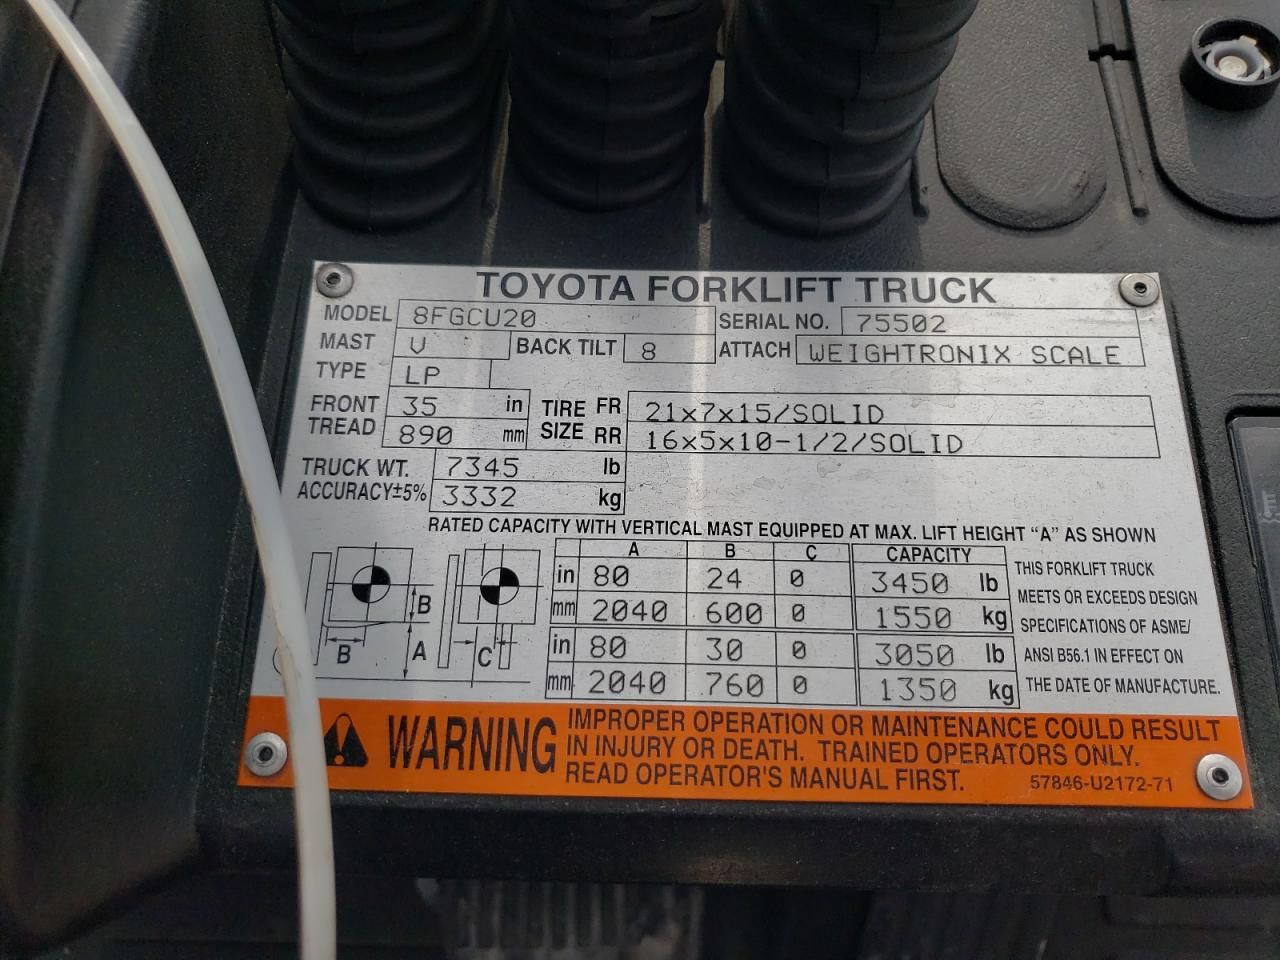 TOYOTA FORKLIFT TRUCK
MODEL 8FGCU20 SERIAL NO. 75502
MAST V BACK TILT 8 ATTACH WEIGHTRONIX SCALE
TYPE LP
FRONT TREAD 35 in TIRE SIZE FR 21x7x15/SOLID
890 mm RR 16x5x10-1/2/SOLID
TRUCK WT. 7345 lb
ACCURACY±5% 3332 kg
RATED CAPACITY WITH VERTICAL MAST EQUIPPED AT MAX. LIFT HEIGHT "A" AS SHOWN
A B C CAPACITY
in 80 24 0 3450 lb
mm 2040 600 0 1550 kg
in 80 30 0 3050 lb
mm 2040 760 0 1350 kg
B
B A C
THIS FORKLIFT TRUCK
MEETS OR EXCEEDS DESIGN
SPECIFICATIONS OF ASME/
ANSI B56.1 IN EFFECT ON
THE DATE OF MANUFACTURE.
WARNING
IMPROPER OPERATION OR MAINTENANCE COULD RESULT
IN INJURY OR DEATH. TRAINED OPERATORS ONLY.
READ OPERATOR'S MANUAL FIRST. 57846-U2172-71